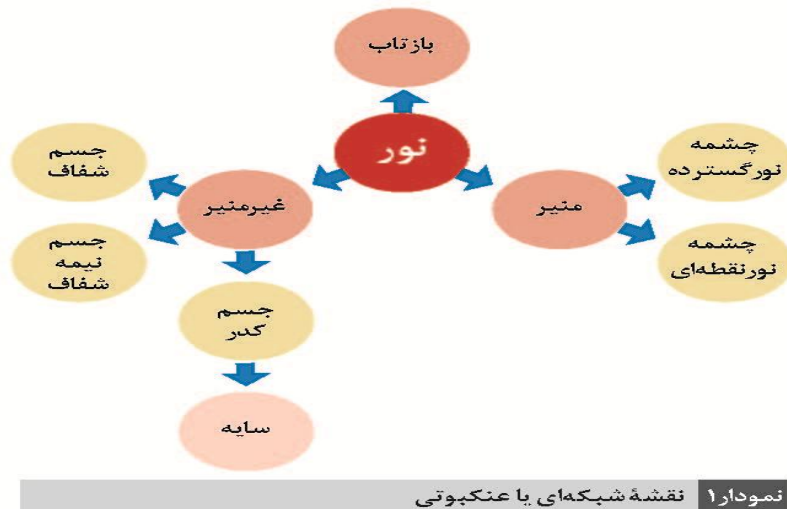 بازتاب
نور
منیر
چشمه
نورگسترده
چشمه
نورنقطه‌ای
غیرمنیر
جسم
شفاف
جسم
نیمه
شفاف
جسم
کدر
سایه
نمودار۱ نقشهٔ شبکه‌ای یا عنکبوتی